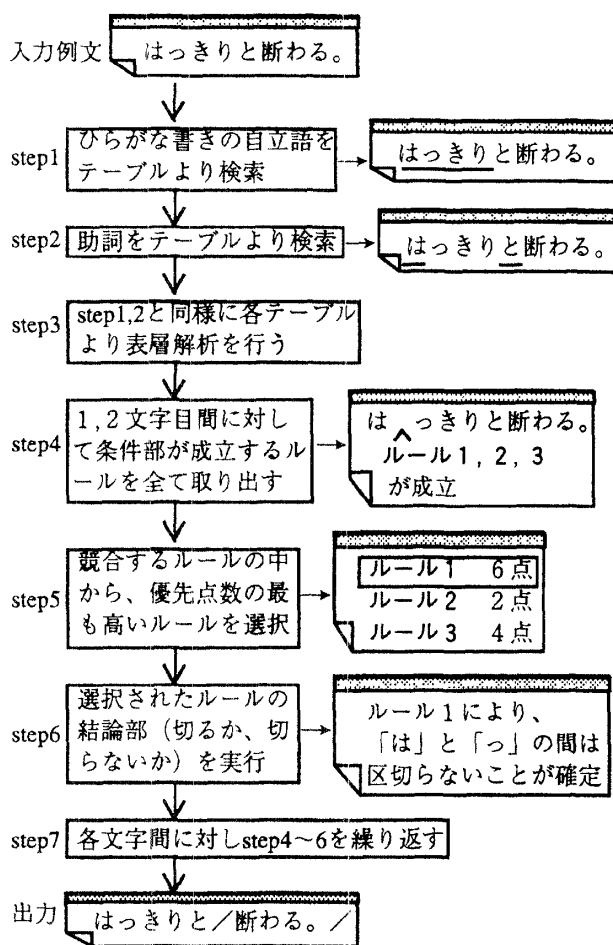 入力例文
はっきりと断わる。
step1
ひらがな書きの自立語を
テーブルより検索
はっきりと断わる。
step2
助詞をテーブルより検索
はっきりと断わる。
step3
step1,2と同様に各テーブル
より表層解析を行う
step4
1,2文字目間に対し
て条件部が成立するル
ールを全て取り出す
は っきりと断わる。
ルール1,2,3
が成立
step5
競合するルールの中
から、優先点数の最
も高いルールを選択
ルール1 6点
ルール2 2点
ルール3 4点
step6
選択されたルールの
結論部（切るか、切
らないか）を実行
ルール1により、
「は」と「っ」の間は
区切らないことが確定
step7
各文字間に対しstep4～6を繰り返す
出力
はっきりと／断わる。／